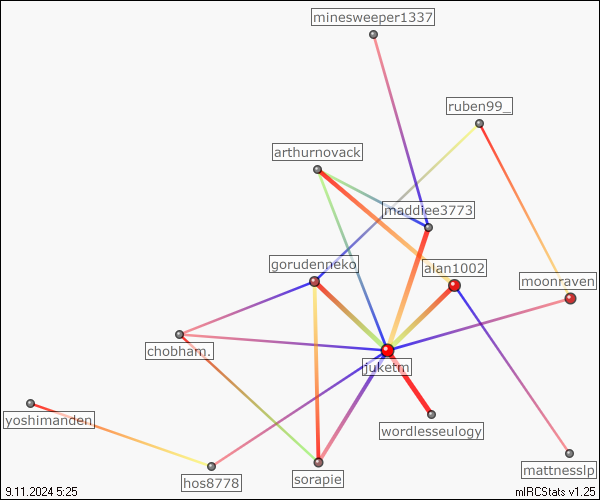 minesweeper1337
ruben99_
arthurnovack
maddiee3773
gorudenneko
alan1002
moonraven
chobham.
juketm
yoshimanden
wordlesseulogy
mattnesslp
hos8778
sorapie
9.11.2024 5:25
mIRCStats v1.25